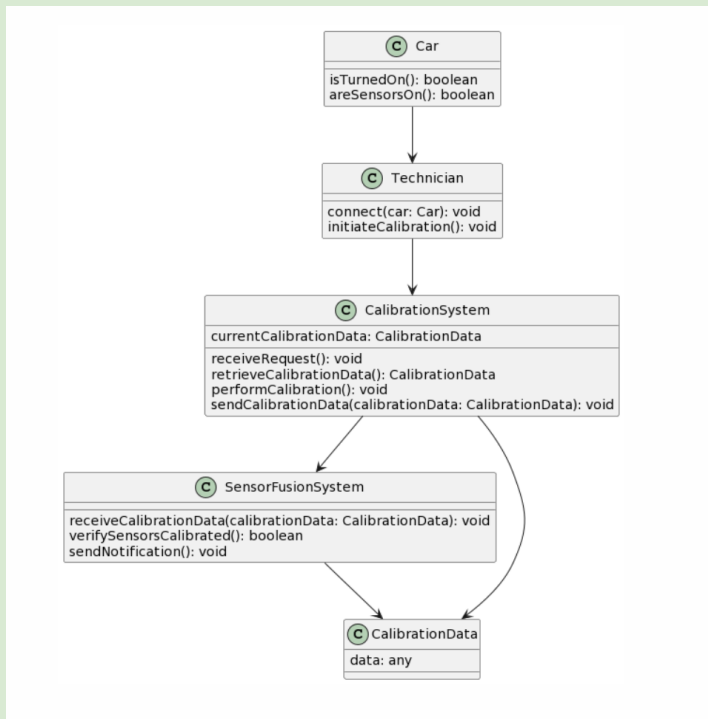 C Car
isTurnedOn(): boolean
areSensorsOn(): boolean
C Technician
connect(car: Car): void
initiateCalibration(): void
C CalibrationSystem
currentCalibrationData: CalibrationData
receiveRequest(): void
retrieveCalibrationData(): CalibrationData
performCalibration(): void
sendCalibrationData(calibrationData: CalibrationData): void
C SensorFusionSystem
receiveCalibrationData(calibrationData: CalibrationData): void
verifySensorsCalibrated(): boolean
sendNotification(): void
C CalibrationData
data: any